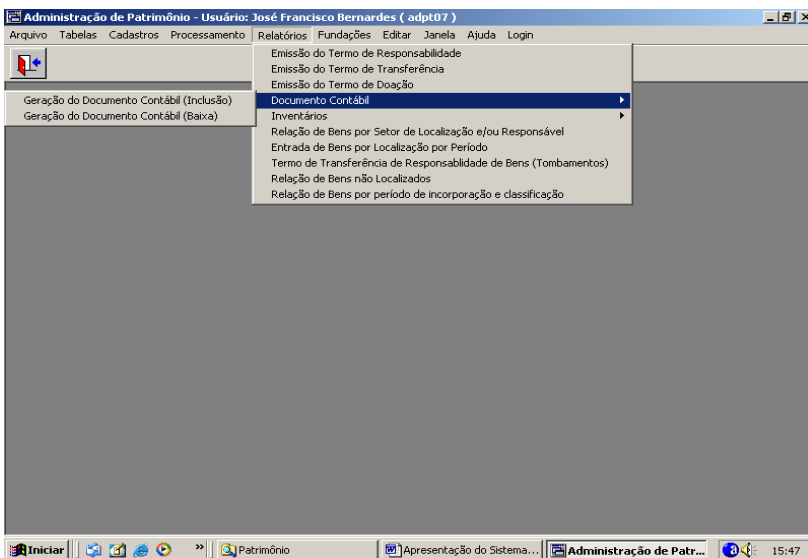 Administração de Patrimônio - Usuário: José Francisco Bernardes ( adpt07 )
Arquivo Tabelas Cadastros Processamento Relatórios Fundações Editar Janela Ajuda Login
Emissão do Termo de Responsabilidade
Emissão do Termo de Transferência
Emissão do Termo de Doação
Documento Contábil
Geração do Documento Contábil (Inclusão)
Geração do Documento Contábil (Baixa)
Inventários
Relação de Bens por Setor de Localização e/ou Responsável
Entrada de Bens por Localização por Período
Termo de Transferência de Responsablidade de Bens (Tombamentos)
Relação de Bens não Localizados
Relação de Bens por período de incorporação e classificação
Iniciar » Patrimônio Apresentação do Sistema... Administração de Patr... 15:47